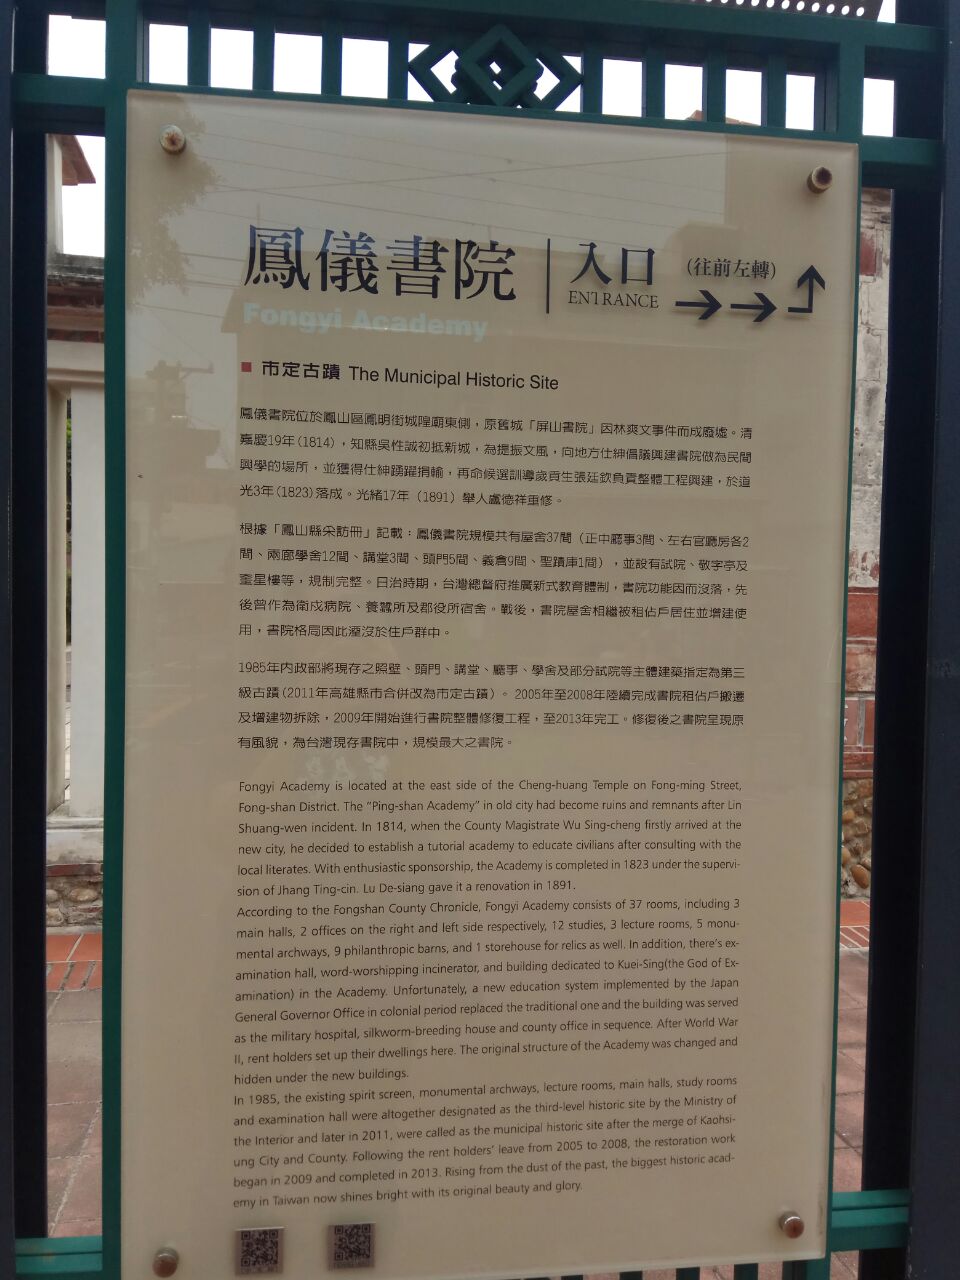 鳳儀書院 入口 (往前左轉)
Fongyi Academy ENTRANCE
市定古蹟 The Municipal Historic Site
鳳儀書院位於鳳山區鳳明街城隍廟東側，原舊城「屏山書院」因林爽文事件而成廢墟。清
嘉慶19年(1814)，知縣吳性誠初抵新城，為提振文風，向地方仕紳倡議興建書院做為民間
興學的場所，並獲得仕紳踴躍捐輸，再命候選訓導歲貢生張廷欽負責整體工程興建，於道
光3年(1823)落成。光緒17年（1891）舉人盧德祥重修。
根據「鳳山縣采訪冊」記載：鳳儀書院規模共有屋舍37間（正中廳事3間、左右官廳房各2
間、兩廊學舍12間、講堂3間、頭門5間、義倉9間、聖蹟庫1間），並設有試院、敬字亭及
奎星樓等，規制完整。日治時期，台灣總督府推廣新式教育體制，書院功能因而沒落，先
後曾作為衛戍病院、養蠶所及郡役所宿舍。戰後，書院屋舍相繼被租佔戶居住並增建使
用，書院格局因此湮沒於住戶群中。
1985年內政部將現存之照壁、頭門、講堂、廳事、學舍及部分試院等主體建築指定為第三
級古蹟(2011年高雄縣市合併改為市定古蹟）。2005年至2008年陸續完成書院租佔戶搬遷
及增建物拆除，2009年開始進行書院整體修復工程，至2013年完工。修復後之書院呈現原
有風貌，為台灣現存書院中，規模最大之書院。
Fongyi Academy is located at the east side of the Cheng-huang Temple on Fong-ming Street,
Fong-shan District. The "Ping-shan Academy" in old city had become ruins and remnants after Lin
Shuang-wen incident. In 1814, when the County Magistrate Wu Sing-cheng firstly arrived at the
new city, he decided to establish a tutorial academy to educate civilians after consulting with the
local literates. With enthusiastic sponsorship, the Academy is completed in 1823 under the supervi-
sion of Jhang Ting-cin. Lu De-siang gave it a renovation in 1891.
According to the Fongshan County Chronicle, Fongyi Academy consists of 37 rooms, including 3
main halls, 2 offices on the right and left side respectively, 12 studies, 3 lecture rooms, 5 monu-
mental archways, 9 philanthropic barns, and 1 storehouse for relics as well. In addition, there's ex-
amination hall, word-worshipping incinerator, and building dedicated to Kuei-Sing(the God of Ex-
amination) in the Academy. Unfortunately, a new education system implemented by the Japan
General Governor Office in colonial period replaced the traditional one and the building was served
as the military hospital, silkworm-breeding house and county office in sequence. After World War
II, rent holders set up their dwellings here. The original structure of the Academy was changed and
hidden under the new buildings.
In 1985, the existing spirit screen, monumental archways, lecture rooms, main halls, study rooms
and examination hall were altogether designated as the third-level historic site by the Ministry of
the Interior and later in 2011, were called as the municipal historic site after the merge of Kaohsi-
ung City and County. Following the rent holders' leave from 2005 to 2008, the restoration work
began in 2009 and completed in 2013. Rising from the dust of the past, the biggest historic acad-
emy in Taiwan now shines bright with its original beauty and glory.